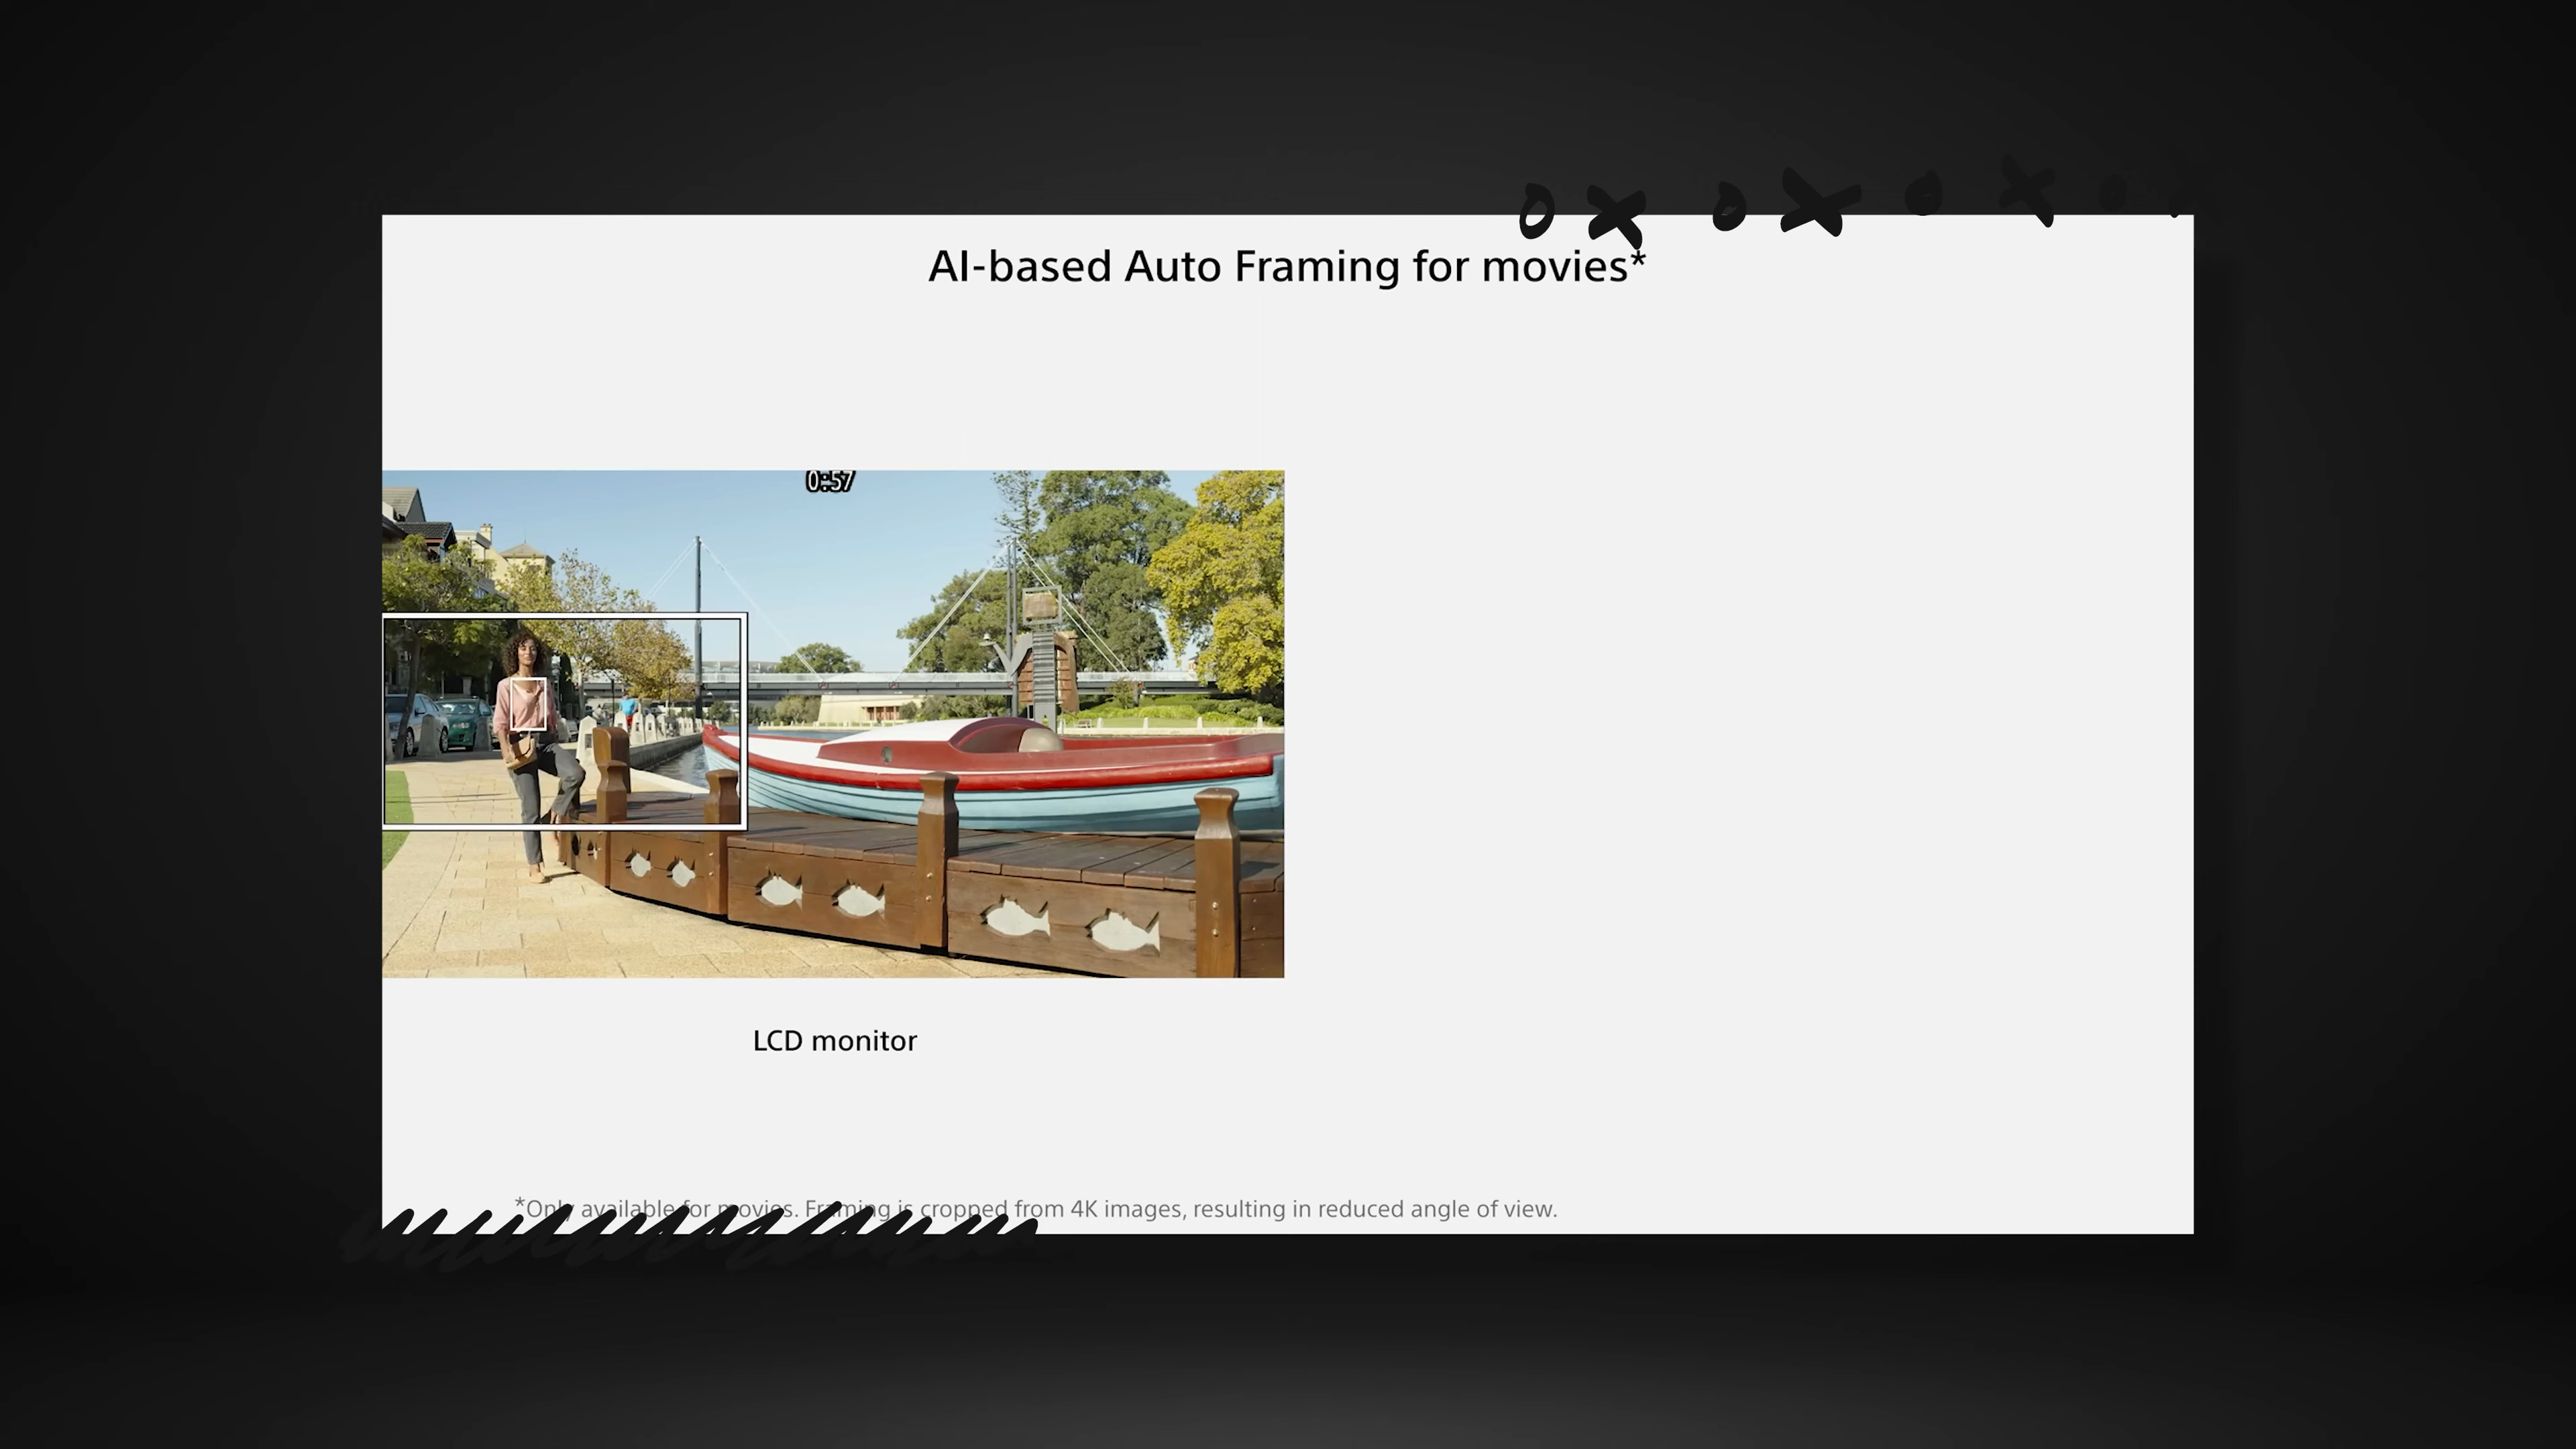 AI-based Auto Framing for movies*
0:57
LCD monitor
*Only available for movies. Framing is cropped from 4K images, resulting in reduced angle of view.